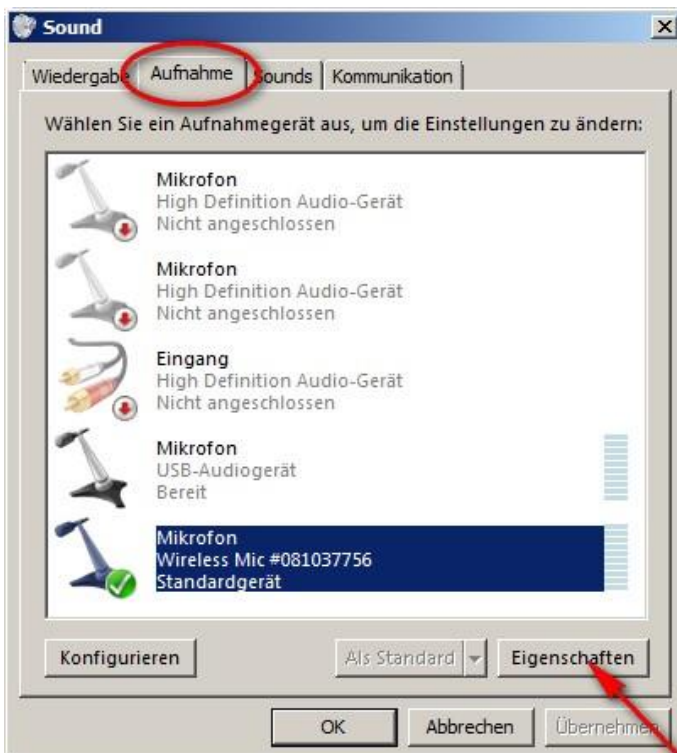 Sound
Wiedergabe Aufnahme Sounds Kommunikation
Wählen Sie ein Aufnahmegerät aus, um die Einstellungen zu ändern:
Mikrofon
High Definition Audio-Gerät
Nicht angeschlossen
Mikrofon
High Definition Audio-Gerät
Nicht angeschlossen
Eingang
High Definition Audio-Gerät
Nicht angeschlossen
Mikrofon
USB-Audiogerät
Bereit
Mikrofon
Wireless Mic #081037756
Standardgerät
Konfigurieren Als Standard Eigenschaften
OK Abbrechen Übernehmen